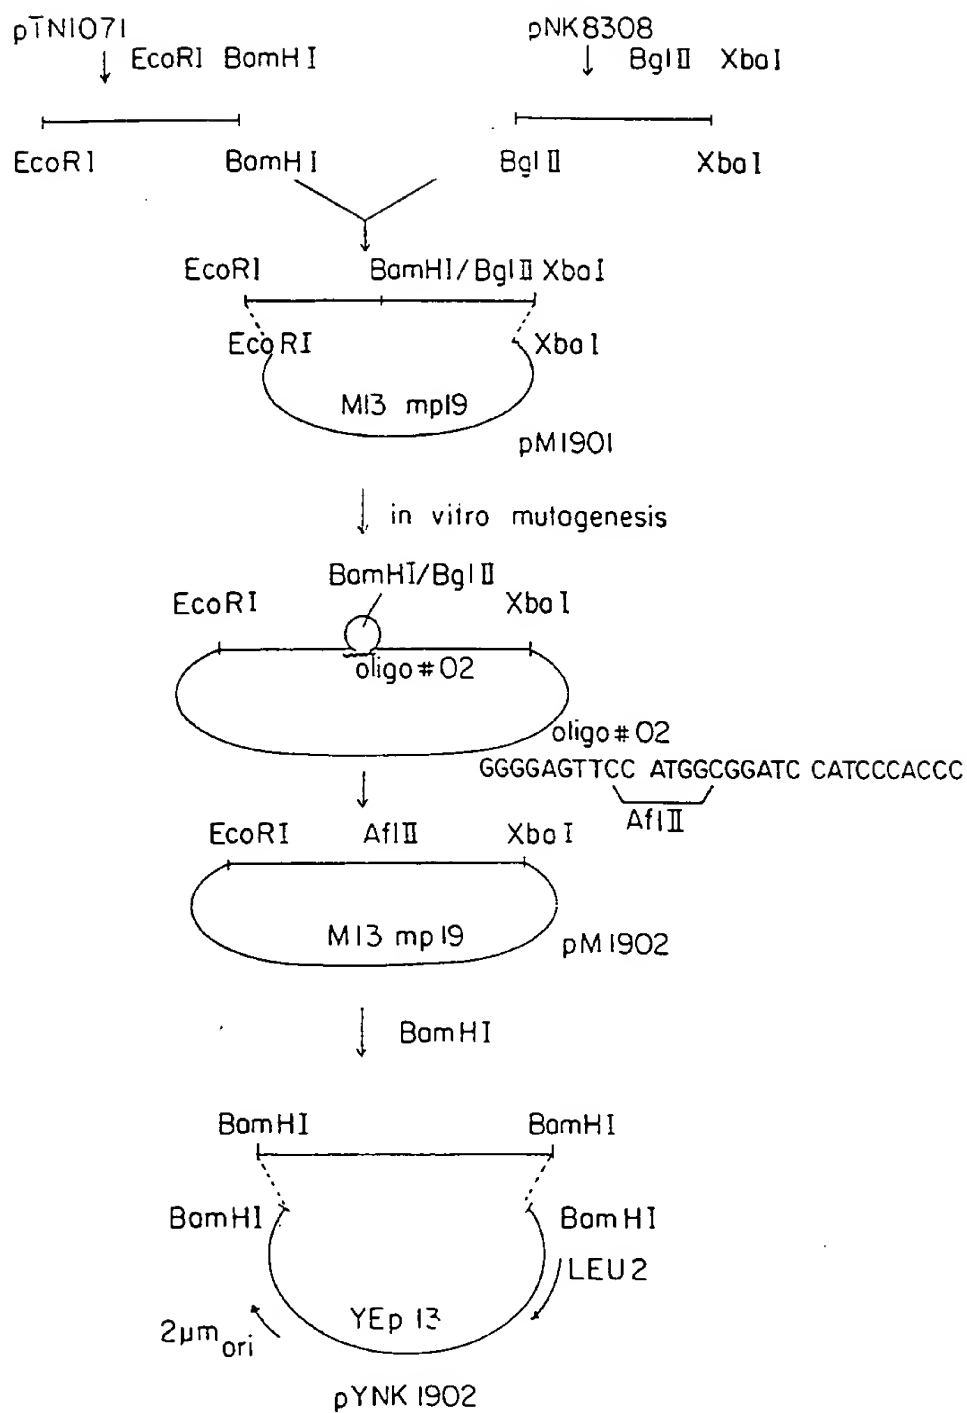 pTN1071
EcoRI BamHI
EcoRI BamHI
pNK8308
BglⅡ XbaI
BglⅡ XbaI
EcoRI BamHI/BglⅡ XbaI
EcoRI XbaI
M13 mp19
pM1901
in vitro mutagenesis
BamHI/BglⅡ
EcoRI XbaI
oligo#02
oligo#02
GGGGAGTTCC ATGGCGGATC CATCCCACCC
AflⅡ
EcoRI AflⅡ XbaI
M13 mp19
pM1902
BamHI
BamHI BamHI
BamHI BamHI
LEU2
YEp 13
2μm ori
pYNK1902